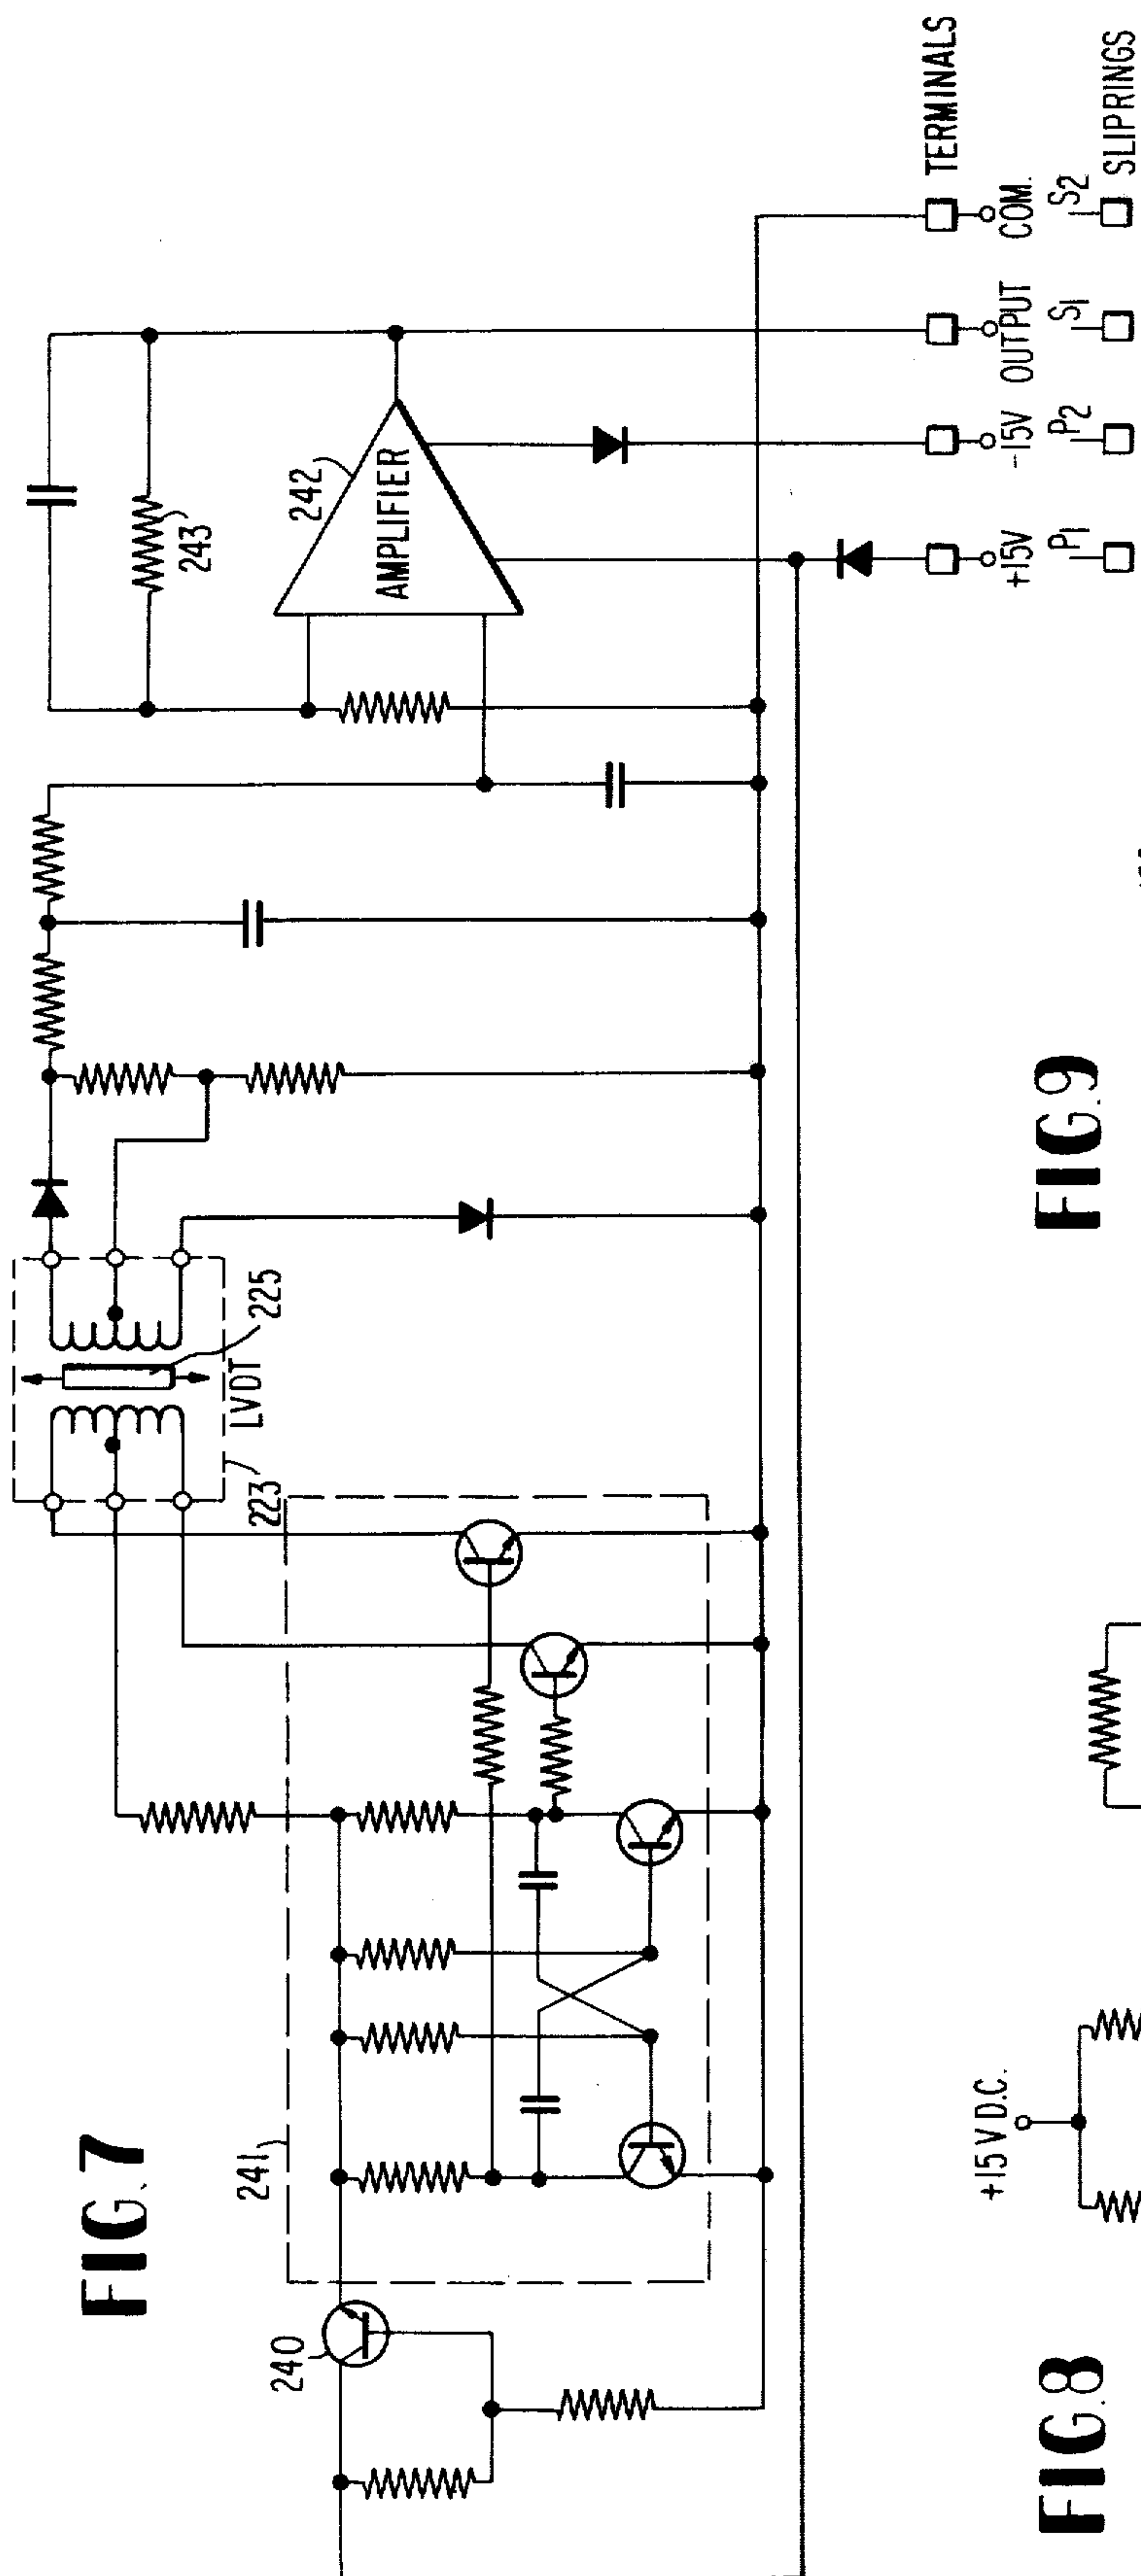 FIG. 7
240
241
223
LVDT
225
242
AMPLIFIER
243
TERMINALS
+15V
-15V
OUTPUT
COM.
P1
P2
S1
S2
SLIPRINGS
FIG. 8
+15V D.C.
FIG. 9